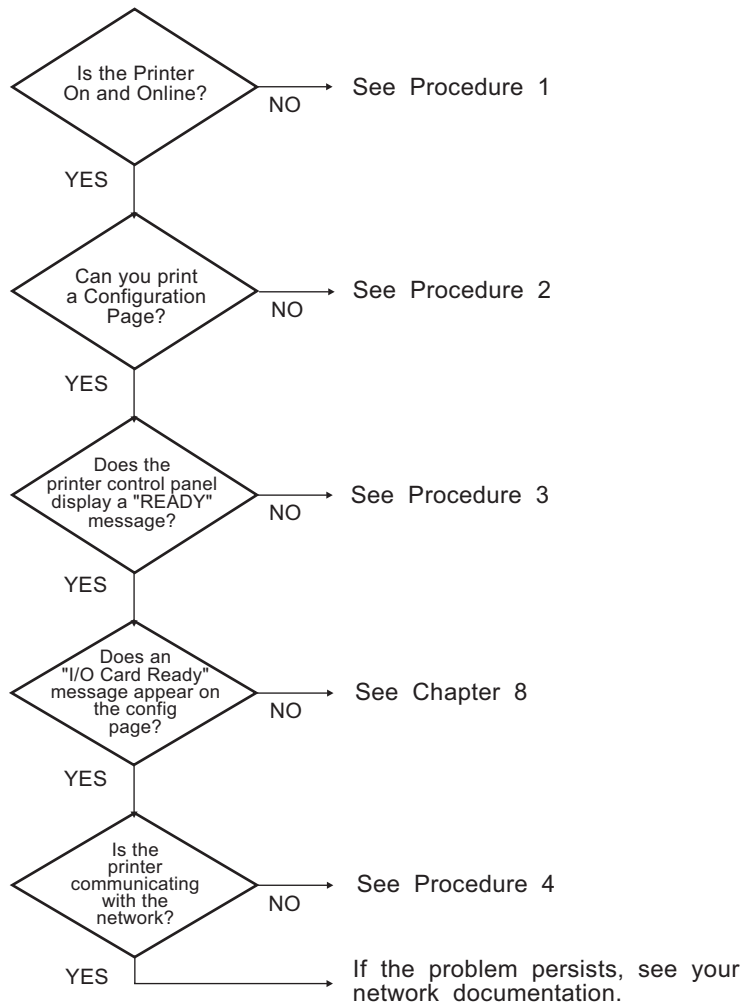 Is the Printer
On and Online?
NO
See Procedure 1
YES
Can you print
a Configuration
Page?
NO
See Procedure 2
YES
Does the
printer control panel
display a "READY"
message?
NO
See Procedure 3
YES
Does an
"I/O Card Ready"
message appear on
the config
page?
NO
See Chapter 8
YES
Is the
printer
communicating
with the
network?
NO
See Procedure 4
YES
If the problem persists, see your
network documentation.